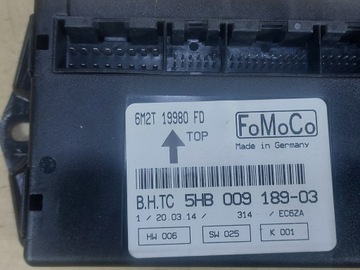 6M2T 19980 FD
TOP
FoMoCo
Made in Germany
B.H.TC 5HB 009 189-03
1 / 20.03.14 / 314 / EC6ZA
HW 006 SW 025 K 001